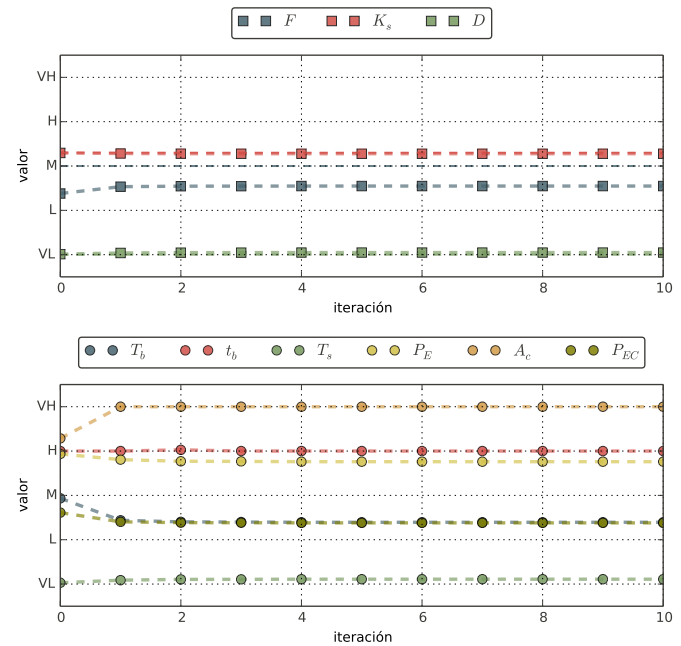 F K_s D
VH
H
M
L
VL
valor
0 2 4 6 8 10
iteración
T_b t_b T_s P_E A_c P_EC
VH
H
M
L
VL
valor
0 2 4 6 8 10
iteración